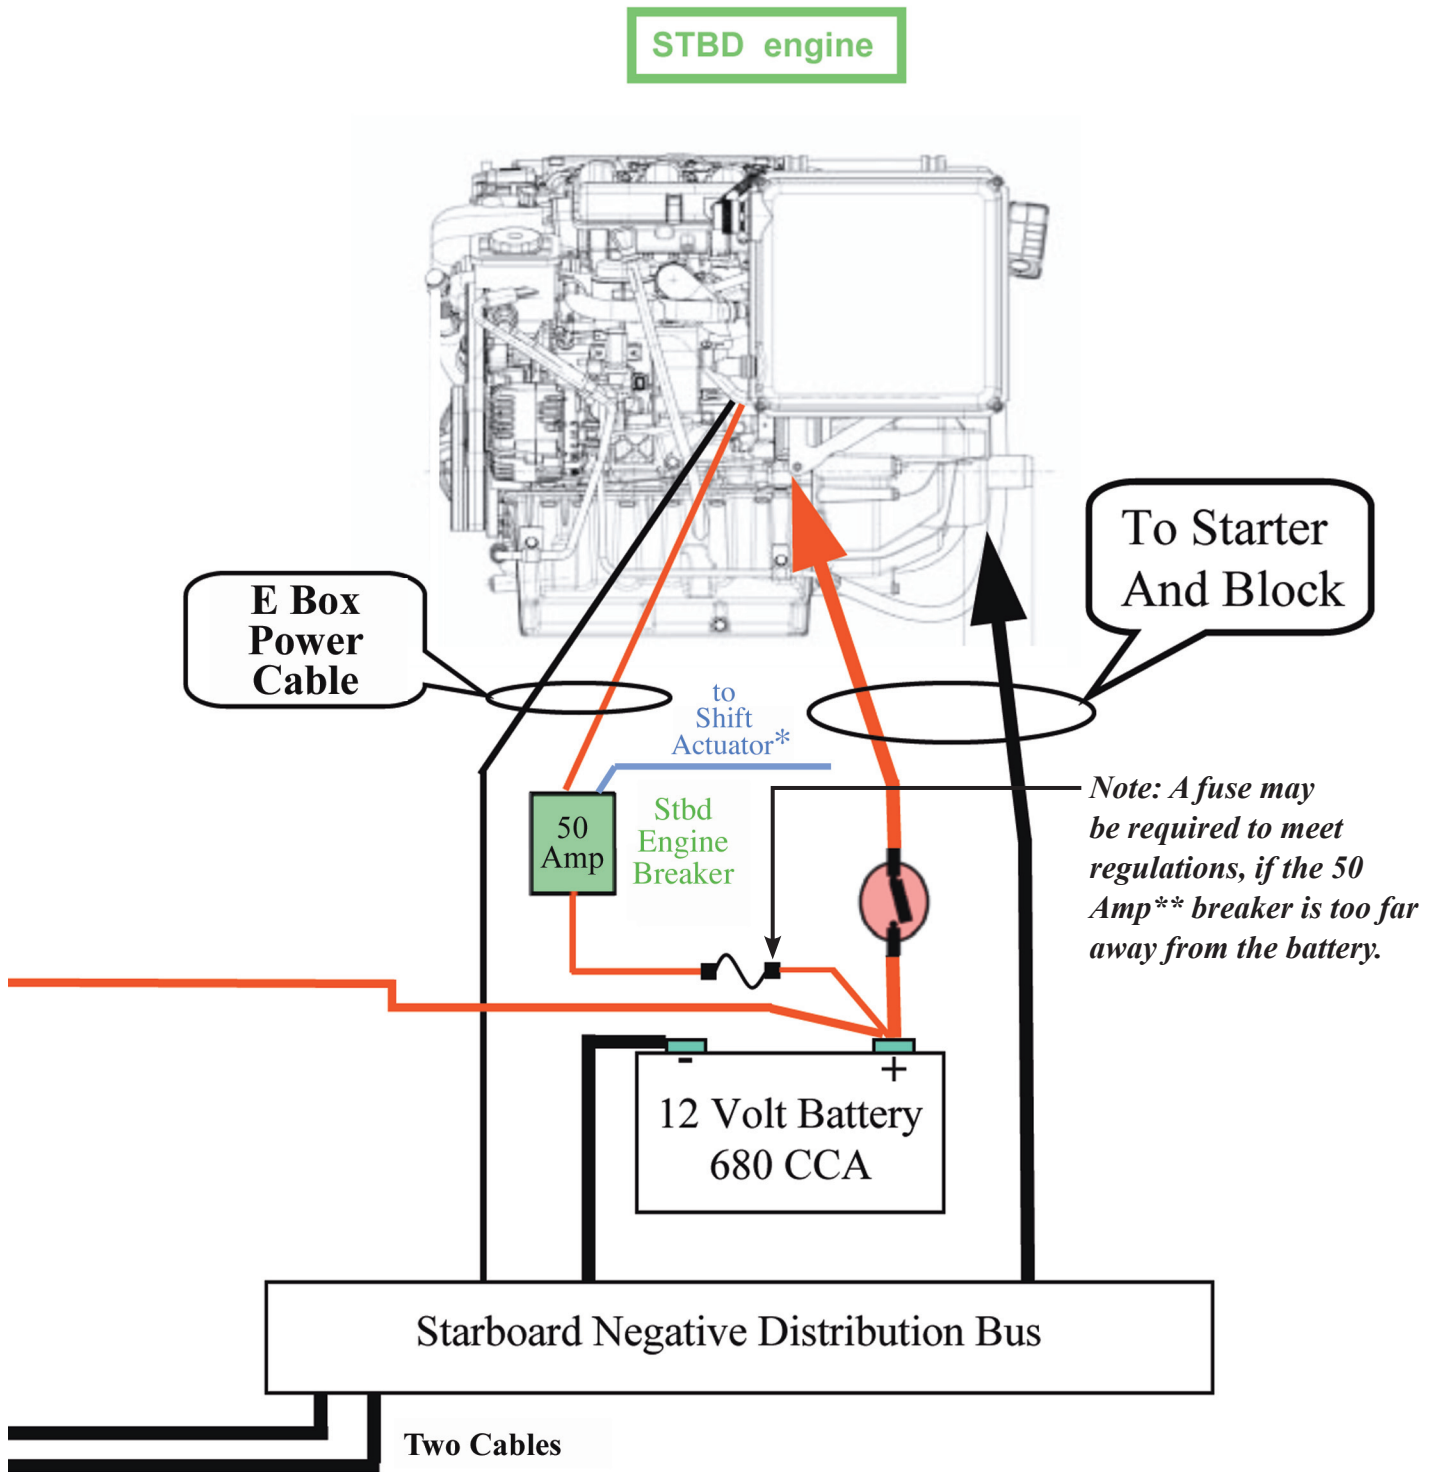 STBD engine
To Starter
And Block
E Box
Power
Cable
to
Shift
Actuator*
Note: A fuse may
be required to meet
regulations, if the 50
Amp** breaker is too far
away from the battery.
50
Amp
Stbd
Engine
Breaker
- +
12 Volt Battery
680 CCA
Starboard Negative Distribution Bus
Two Cables